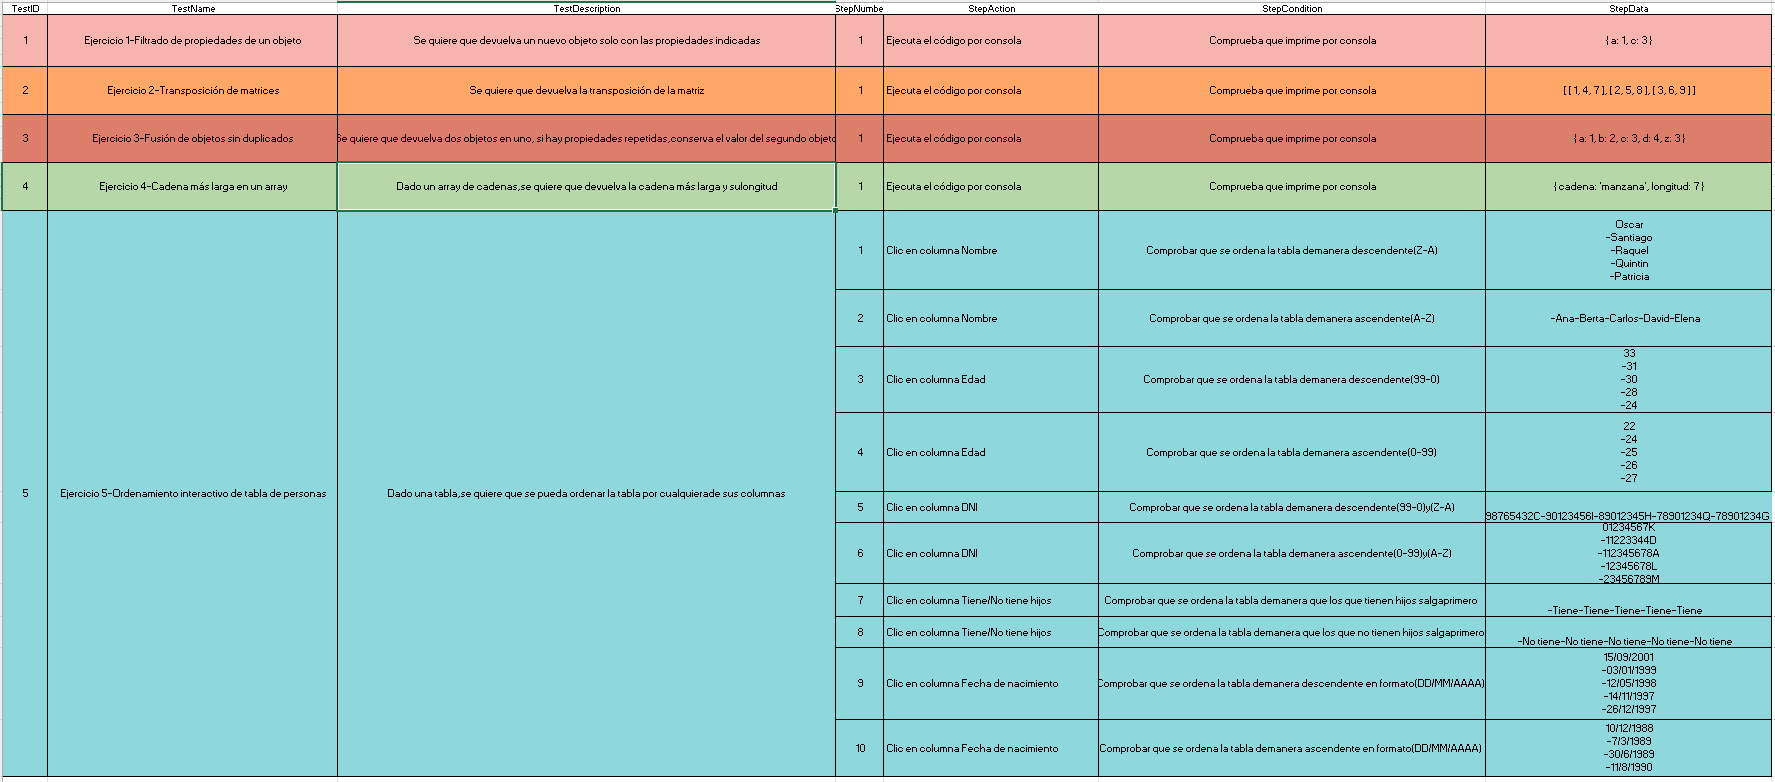 TestID TestName TestDescription StepNumbe StepAction StepCondition StepData
1 Ejercicio 1-Filtrado de propiedades de un objeto Se quiere que devuelva un nuevo objeto solo con las propiedades indicadas 1 Ejecuta el código por consola Comprueba que imprime por consola { a: 1, c: 3 }
2 Ejercicio 2-Transposición de matrices Se quiere que devuelva la transposición de la matriz 1 Ejecuta el código por consola Comprueba que imprime por consola [ [ 1, 4, 7 ], [ 2, 5, 8 ], [ 3, 6, 9 ] ]
3 Ejercicio 3-Fusión de objetos sin duplicados Se quiere que devuelva dos objetos en uno, si hay propiedades repetidas,conserva el valor del segundo objeto 1 Ejecuta el código por consola Comprueba que imprime por consola { a: 1, b: 2, c: 3, d: 4, z: 3 }
4 Ejercicio 4-Cadena más larga en un array Dado un array de cadenas,se quiere que devuelva la cadena más larga y sulongitud 1 Ejecuta el código por consola Comprueba que imprime por consola { cadena: 'manzana', longitud: 7 }
5 Ejercicio 5-Ordenamiento interactivo de tabla de personas Dado una tabla,se quiere que se pueda ordenar la tabla por cualquierade sus columnas
1 Clic en columna Nombre Comprobar que se ordena la tabla demanera descendente(Z-A)
Oscar
-Santiago
-Raquel
-Quintin
-Patricia
2 Clic en columna Nombre Comprobar que se ordena la tabla demanera ascendente(A-Z) -Ana-Berta-Carlos-David-Elena
3 Clic en columna Edad Comprobar que se ordena la tabla demanera descendente(99-0)
33
-31
-30
-28
-24
4 Clic en columna Edad Comprobar que se ordena la tabla demanera ascendente(0-99)
22
-24
-25
-26
-27
5 Clic en columna DNI Comprobar que se ordena la tabla demanera descendente(99-0)y(Z-A) 98765432C-90123456I-89012345H-78901234Q-78901234G
6 Clic en columna DNI Comprobar que se ordena la tabla demanera ascendente(0-99)y(A-Z)
01234567K
-11223344D
-112345678A
-12345678L
-23456789M
7 Clic en columna Tiene/No tiene hijos Comprobar que se ordena la tabla demanera que los que tienen hijos salgaprimero -Tiene-Tiene-Tiene-Tiene-Tiene
8 Clic en columna Tiene/No tiene hijos Comprobar que se ordena la tabla demanera que los que no tienen hijos salgaprimero -No tiene-No tiene-No tiene-No tiene-No tiene
9 Clic en columna Fecha de nacimiento Comprobar que se ordena la tabla demanera descendente en formato(DD/MM/AAAA)
15/09/2001
-03/01/1999
-12/05/1998
-14/11/1997
-26/12/1997
10 Clic en columna Fecha de nacimiento Comprobar que se ordena la tabla demanera ascendente en formato(DD/MM/AAAA)
10/12/1988
-7/3/1989
-30/6/1989
-11/8/1990